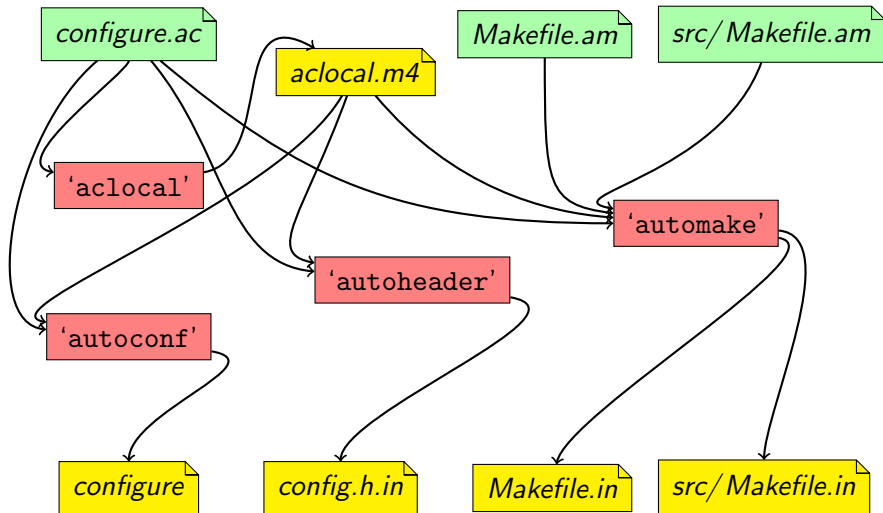 configure.ac
Makefile.am
src/Makefile.am
aclocal.m4
‘aclocal’
‘automake’
‘autoheader’
‘autoconf’
configure
config.h.in
Makefile.in
src/Makefile.in